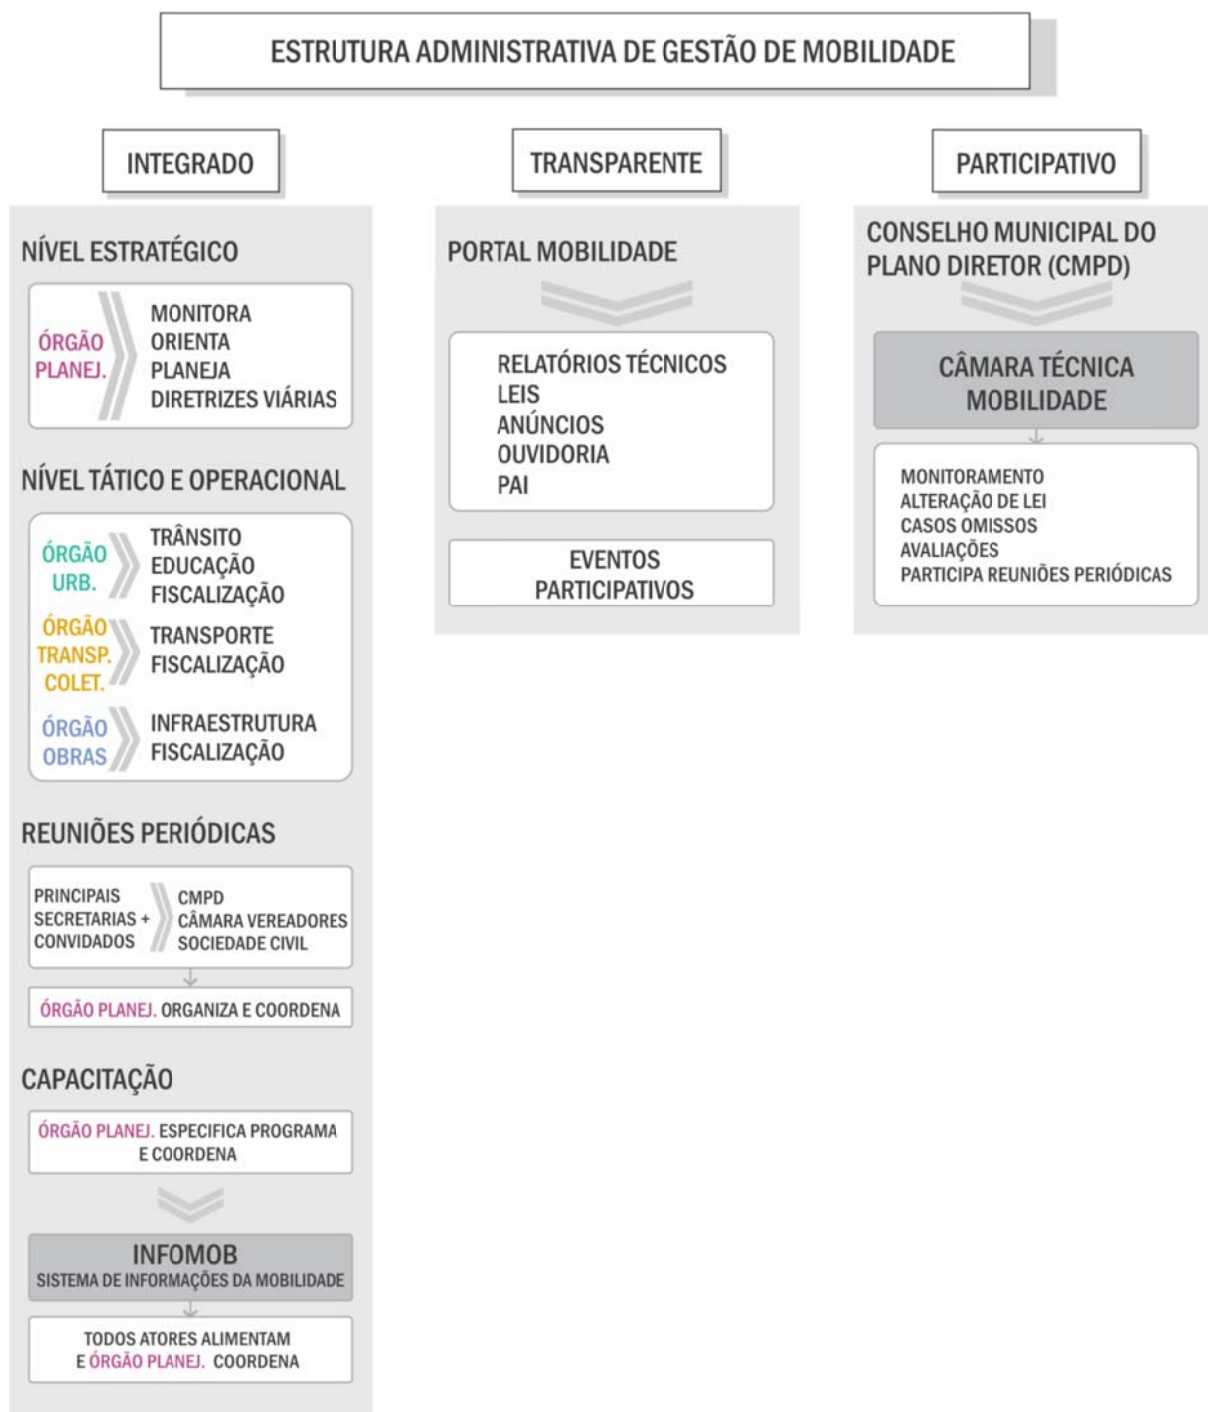 ESTRUTURA ADMINISTRATIVA DE GESTÃO DE MOBILIDADE
INTEGRADO
NÍVEL ESTRATÉGICO
ÓRGÃO
PLANEJ.
MONITORA
ORIENTA
PLANEJA
DIRETRIZES VIÁRIAS
NÍVEL TÁTICO E OPERACIONAL
ÓRGÃO
URB.
TRÂNSITO
EDUCAÇÃO
FISCALIZAÇÃO
ÓRGÃO
TRANSP.
COLET.
TRANSPORTE
FISCALIZAÇÃO
ÓRGÃO
OBRAS
INFRAESTRUTURA
FISCALIZAÇÃO
REUNIÕES PERIÓDICAS
PRINCIPAIS
SECRETARIAS +
CONVIDADOS
CMPD
CÂMARA VEREADORES
SOCIEDADE CIVIL
ÓRGÃO PLANEJ. ORGANIZA E COORDENA
CAPACITAÇÃO
ÓRGÃO PLANEJ. ESPECIFICA PROGRAMA
E COORDENA
INFOMOB
SISTEMA DE INFORMAÇÕES DA MOBILIDADE
TODOS ATORES ALIMENTAM
E ÓRGÃO PLANEJ. COORDENA
TRANSPARENTE
PORTAL MOBILIDADE
RELATÓRIOS TÉCNICOS
LEIS
ANÚNCIOS
OUVIDORIA
PAI
EVENTOS
PARTICIPATIVOS
PARTICIPATIVO
CONSELHO MUNICIPAL DO
PLANO DIRETOR (CMPD)
CÂMARA TÉCNICA
MOBILIDADE
MONITORAMENTO
ALTERAÇÃO DE LEI
CASOS OMISSOS
AVALIAÇÕES
PARTICIPA REUNIÕES PERIÓDICAS